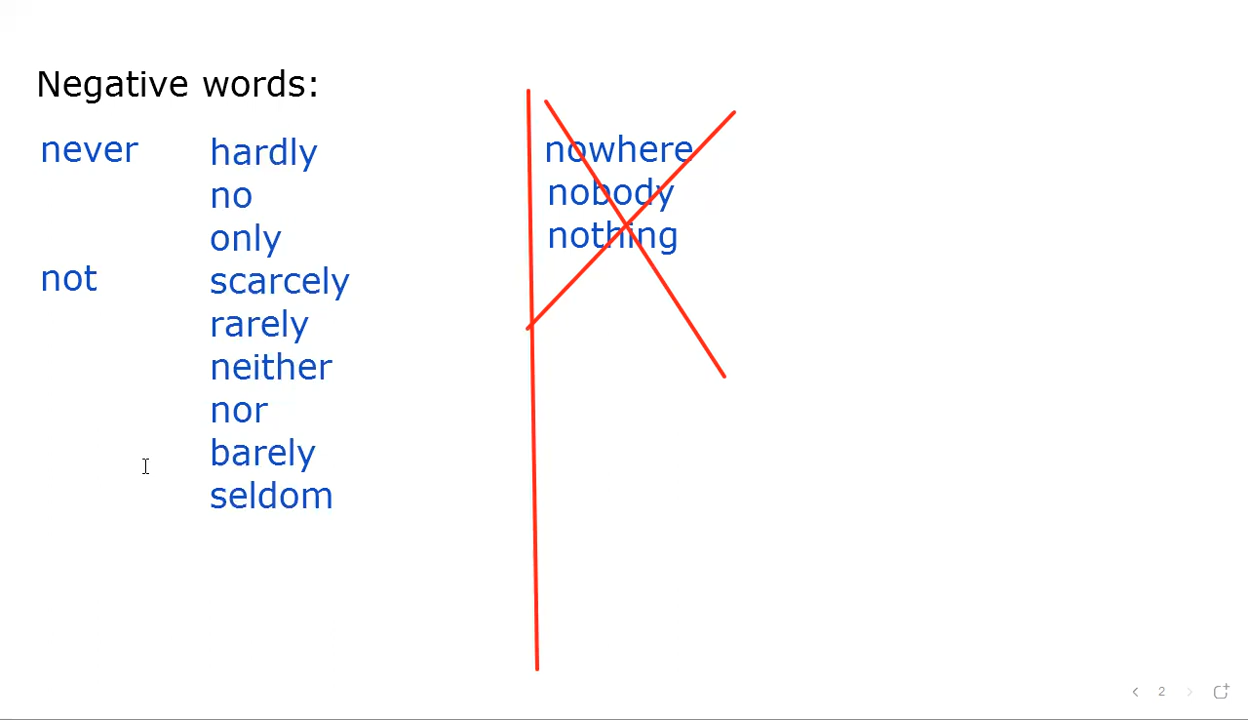 Negative words:
never
not
hardly
no
only
scarcely
rarely
neither
nor
barely
seldom
nowhere
nobody
nothing
2